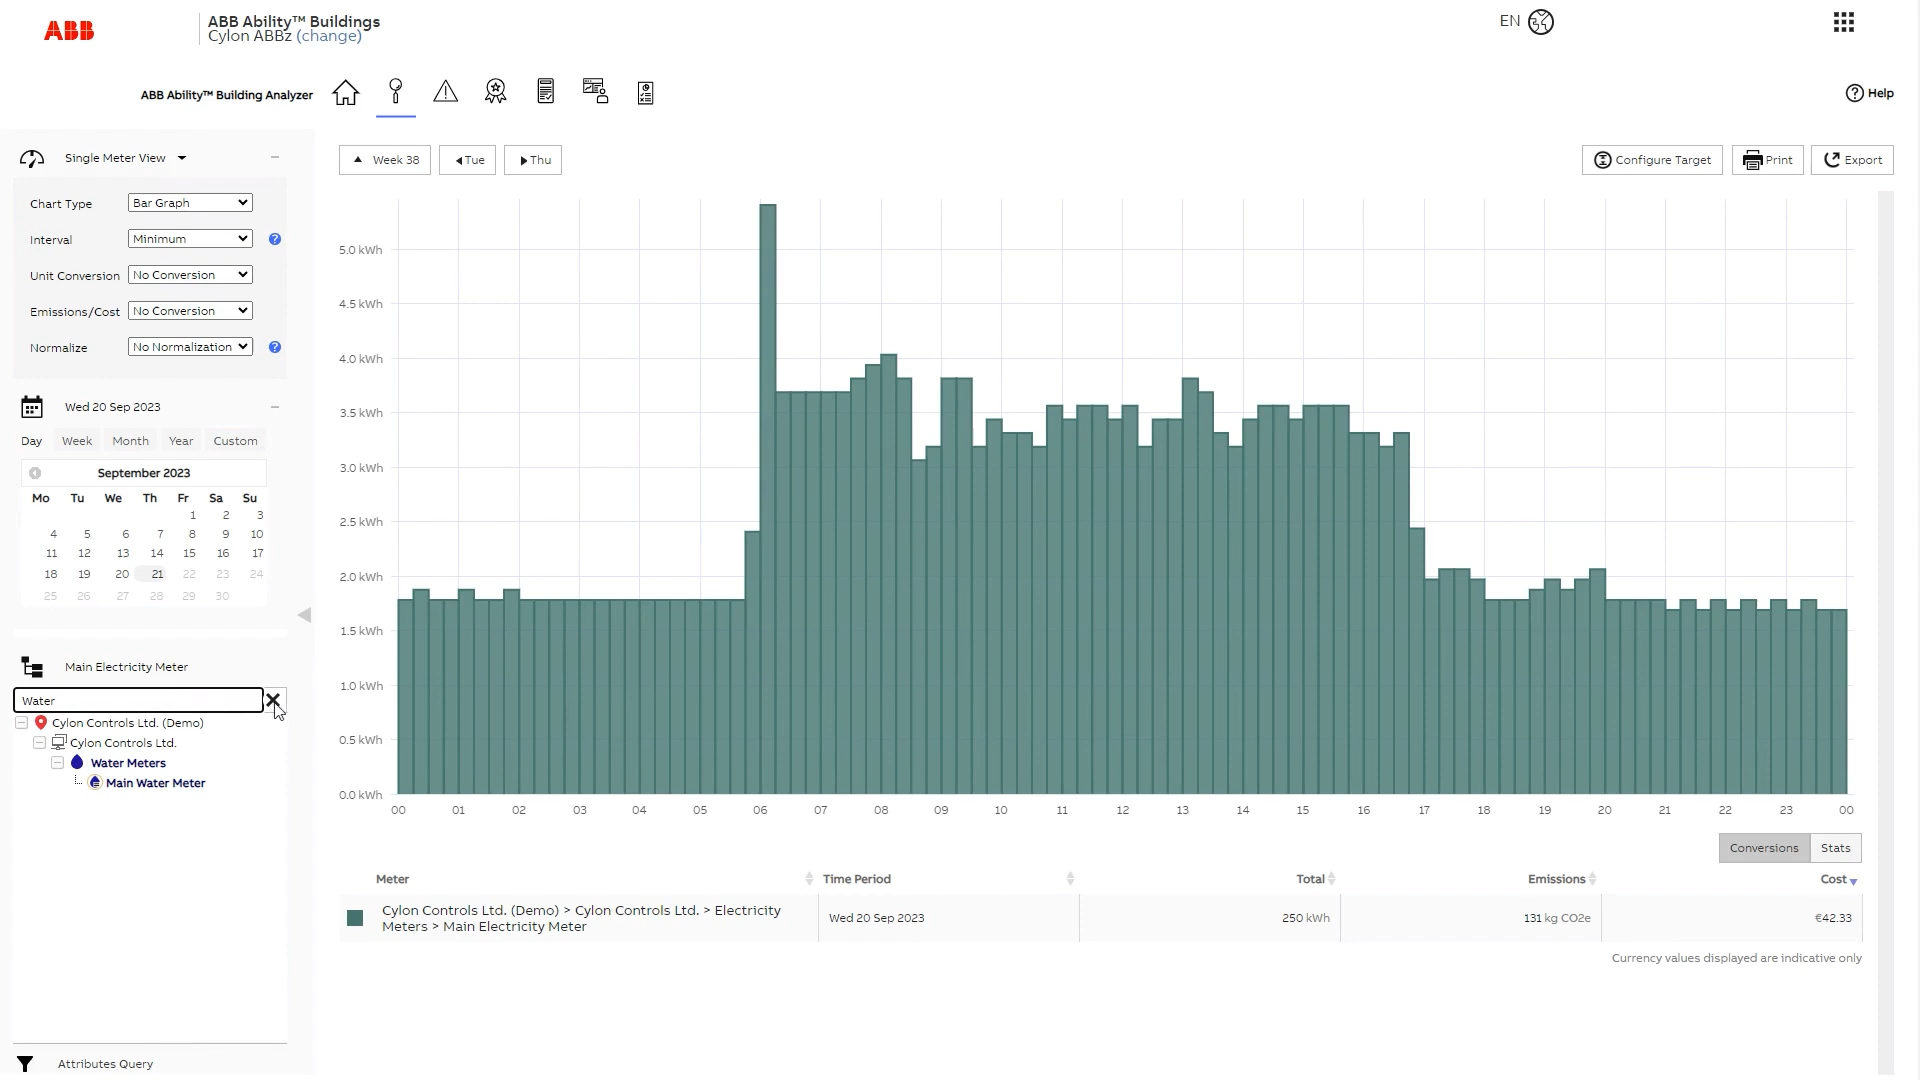 ABB
ABB Ability™ Buildings
Cylon ABBz (change)
EN
ABB Ability™ Building Analyzer
Help
Single Meter View
Week 38
Tue
Thu
Configure Target
Print
Export
Chart Type Bar Graph
Interval Minimum
Unit Conversion No Conversion
Emissions/Cost No Conversion
Normalize No Normalization
Wed 20 Sep 2023
Day Week Month Year Custom
September 2023
Mo Tu We Th Fr Sa Su
1 2 3
4 5 6 7 8 9 10
11 12 13 14 15 16 17
18 19 20 21 22 23 24
25 26 27 28 29 30
Main Electricity Meter
Water
Cylon Controls Ltd. (Demo)
Cylon Controls Ltd.
Water Meters
Main Water Meter
Attributes Query
5.0 kWh
4.5 kWh
4.0 kWh
3.5 kWh
3.0 kWh
2.5 kWh
2.0 kWh
1.5 kWh
1.0 kWh
0.5 kWh
0.0 kWh
00 01 02 03 04 05 06 07 08 09 10 11 12 13 14 15 16 17 18 19 20 21 22 23 00
Conversions Stats
Meter Time Period Total Emissions Cost
Cylon Controls Ltd. (Demo) > Cylon Controls Ltd. > Electricity
Meters > Main Electricity Meter
Wed 20 Sep 2023 250 kWh 131 kg CO2e €42.33
Currency values displayed are indicative only